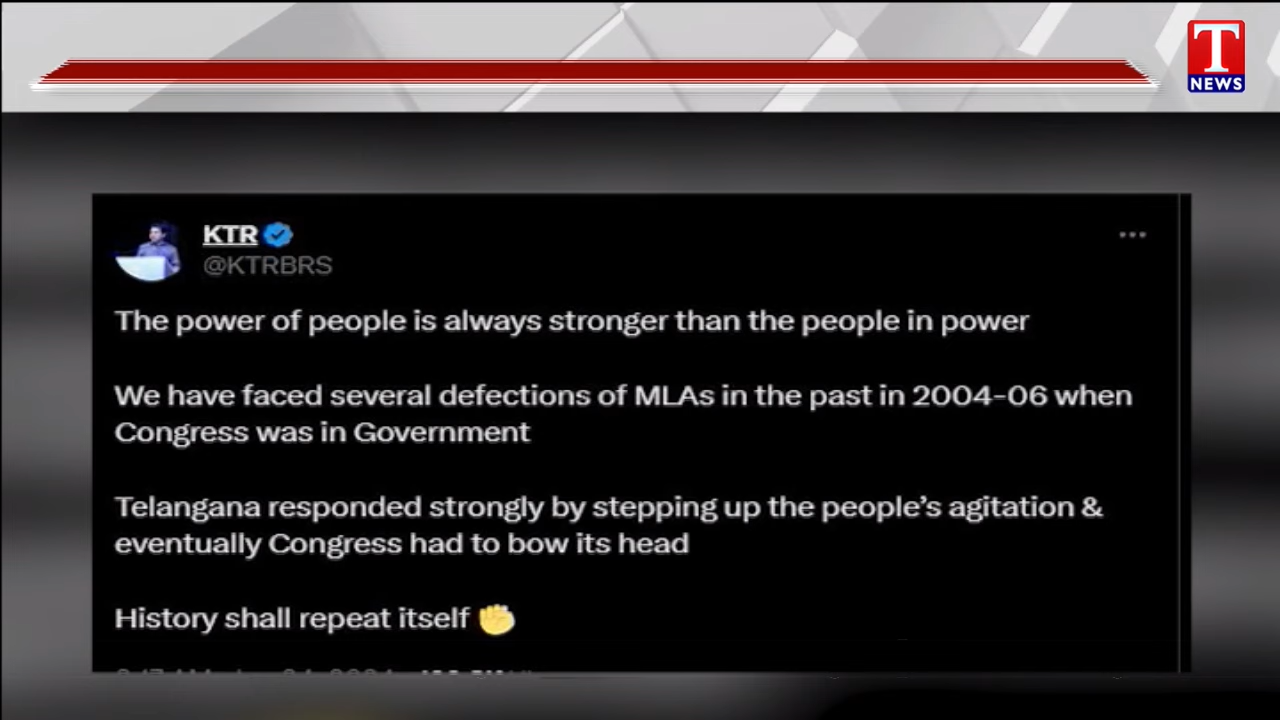 T
NEWS
KTR
@KTRBRS
The power of people is always stronger than the people in power
We have faced several defections of MLAs in the past in 2004-06 when
Congress was in Government
Telangana responded strongly by stepping up the people's agitation &
eventually Congress had to bow its head
History shall repeat itself ✊